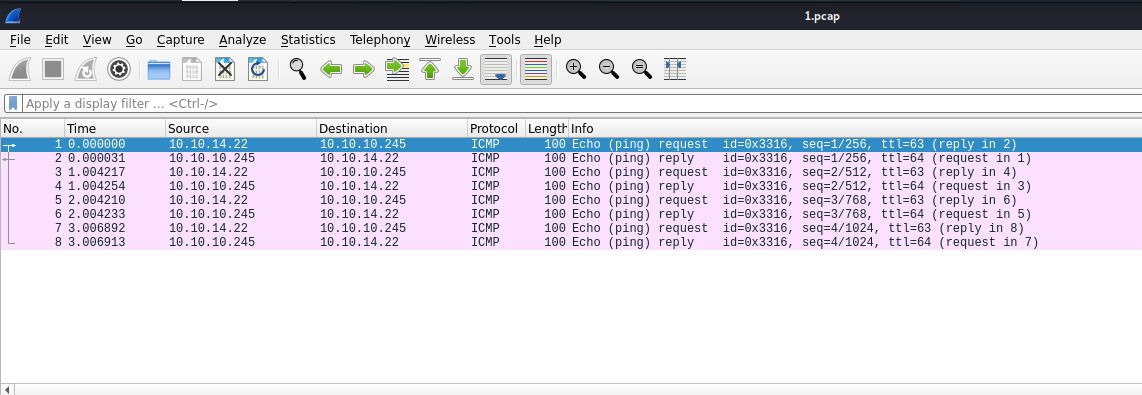 1.pcap
File Edit View Go Capture Analyze Statistics Telephony Wireless Tools Help
Apply a display filter … <Ctrl-/>
No. Time Source Destination Protocol Length Info
1 0.000000 10.10.14.22 10.10.10.245 ICMP 100 Echo (ping) request id=0x3316, seq=1/256, ttl=63 (reply in 2)
2 0.000031 10.10.10.245 10.10.14.22 ICMP 100 Echo (ping) reply id=0x3316, seq=1/256, ttl=64 (request in 1)
3 1.004217 10.10.14.22 10.10.10.245 ICMP 100 Echo (ping) request id=0x3316, seq=2/512, ttl=63 (reply in 4)
4 1.004254 10.10.10.245 10.10.14.22 ICMP 100 Echo (ping) reply id=0x3316, seq=2/512, ttl=64 (request in 3)
5 2.004210 10.10.14.22 10.10.10.245 ICMP 100 Echo (ping) request id=0x3316, seq=3/768, ttl=63 (reply in 6)
6 2.004233 10.10.10.245 10.10.14.22 ICMP 100 Echo (ping) reply id=0x3316, seq=3/768, ttl=64 (request in 5)
7 3.006892 10.10.14.22 10.10.10.245 ICMP 100 Echo (ping) request id=0x3316, seq=4/1024, ttl=63 (reply in 8)
8 3.006913 10.10.10.245 10.10.14.22 ICMP 100 Echo (ping) reply id=0x3316, seq=4/1024, ttl=64 (request in 7)